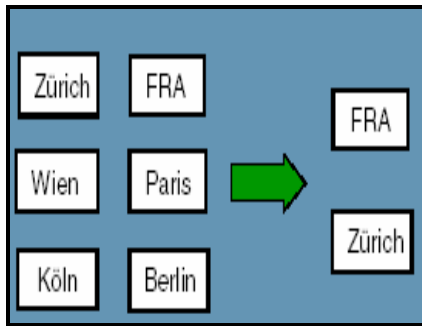 Zürich FRA
FRA
Wien Paris
Zürich
Köln Berlin